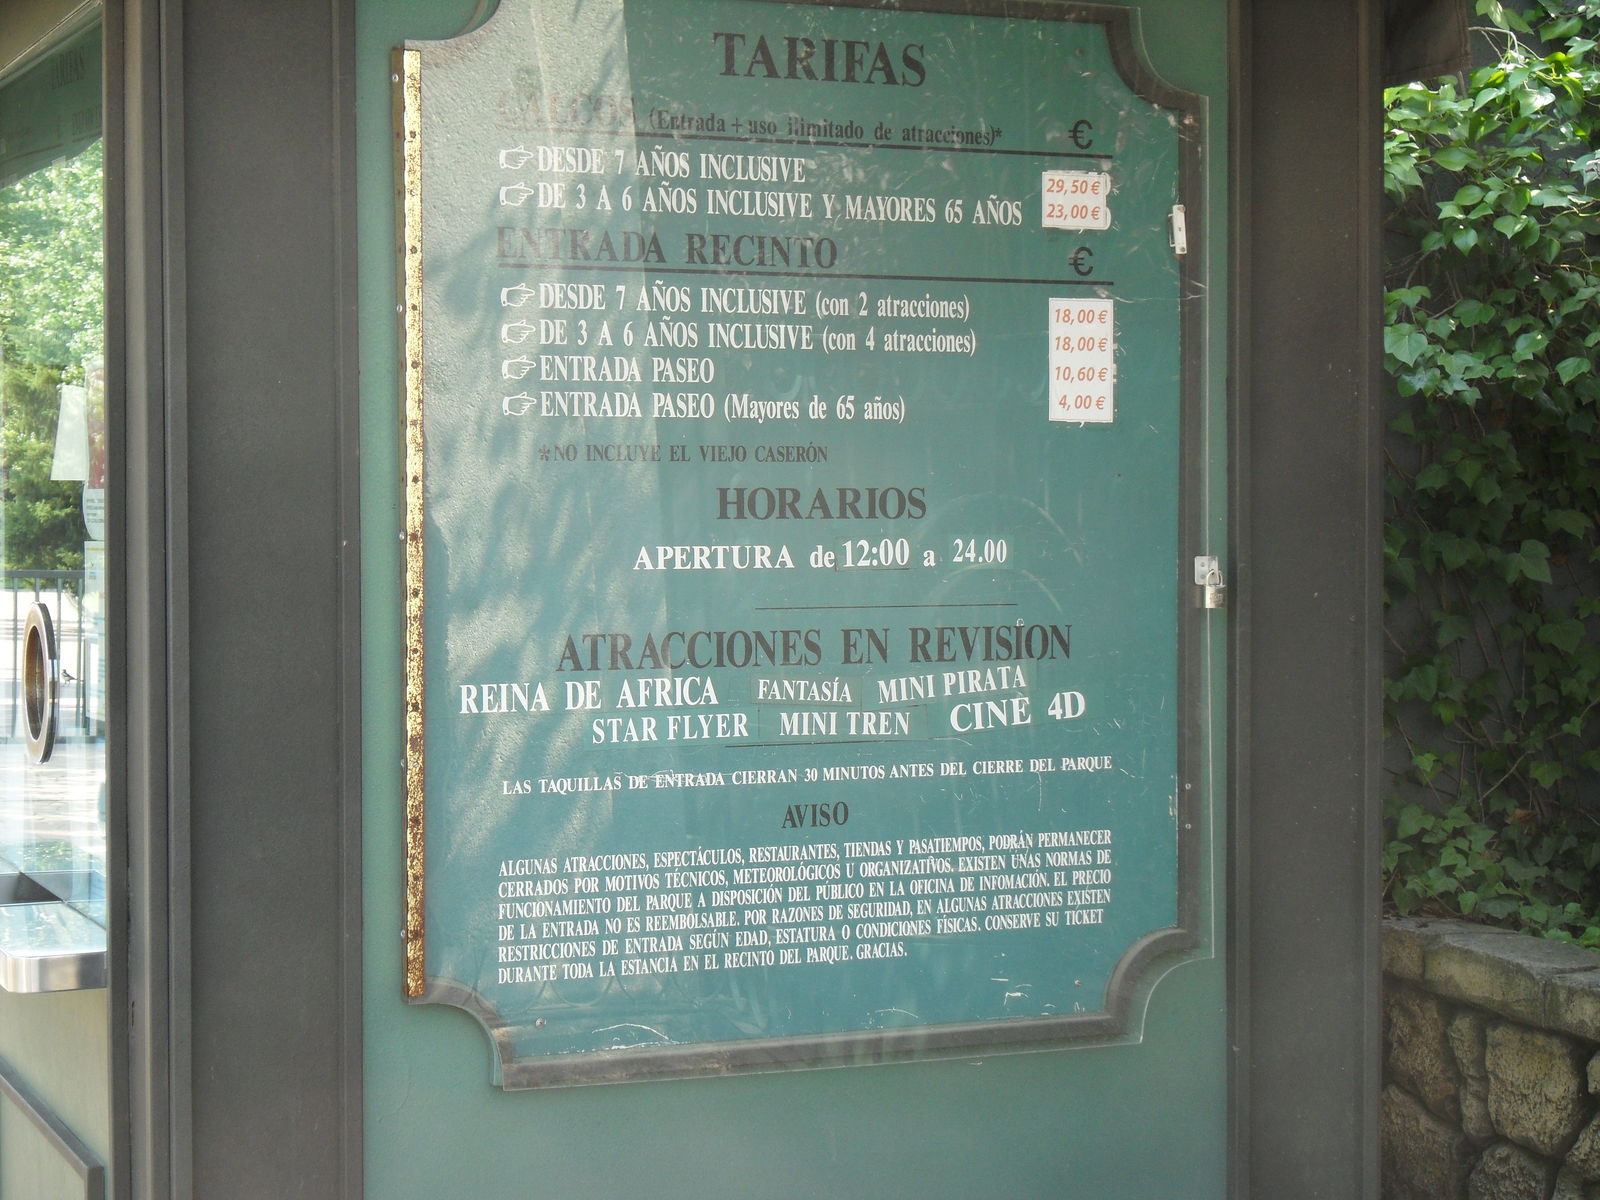 TARIFAS
CALCOS (Entrada + uso ilimitado de atracciones)* €
DESDE 7 AÑOS INCLUSIVE 29,50 €
DE 3 A 6 AÑOS INCLUSIVE Y MAYORES 65 AÑOS 23,00 €
ENTRADA RECINTO €
DESDE 7 AÑOS INCLUSIVE (con 2 atracciones) 18,00 €
DE 3 A 6 AÑOS INCLUSIVE (con 4 atracciones) 18,00 €
ENTRADA PASEO 10,60 €
ENTRADA PASEO (Mayores de 65 años) 4,00 €
*NO INCLUYE EL VIEJO CASERÓN
HORARIOS
APERTURA de 12:00 a 24.00
ATRACCIONES EN REVISION
REINA DE AFRICA FANTASÍA MINI PIRATA
STAR FLYER MINI TREN CINE 4D
LAS TAQUILLAS DE ENTRADA CIERRAN 30 MINUTOS ANTES DEL CIERRE DEL PARQUE
AVISO
ALGUNAS ATRACCIONES, ESPECTÁCULOS, RESTAURANTES, TIENDAS Y PASATIEMPOS, PODRÁN PERMANECER
CERRADOS POR MOTIVOS TÉCNICOS, METEOROLÓGICOS U ORGANIZATIVOS. EXISTEN UNAS NORMAS DE
FUNCIONAMIENTO DEL PARQUE A DISPOSICIÓN DEL PÚBLICO EN LA OFICINA DE INFOMACIÓN. EL PRECIO
DE LA ENTRADA NO ES REEMBOLSABLE. POR RAZONES DE SEGURIDAD, EN ALGUNAS ATRACCIONES EXISTEN
RESTRICCIONES DE ENTRADA SEGÚN EDAD, ESTATURA O CONDICIONES FÍSICAS. CONSERVE SU TICKET
DURANTE TODA LA ESTANCIA EN EL RECINTO DEL PARQUE. GRACIAS.